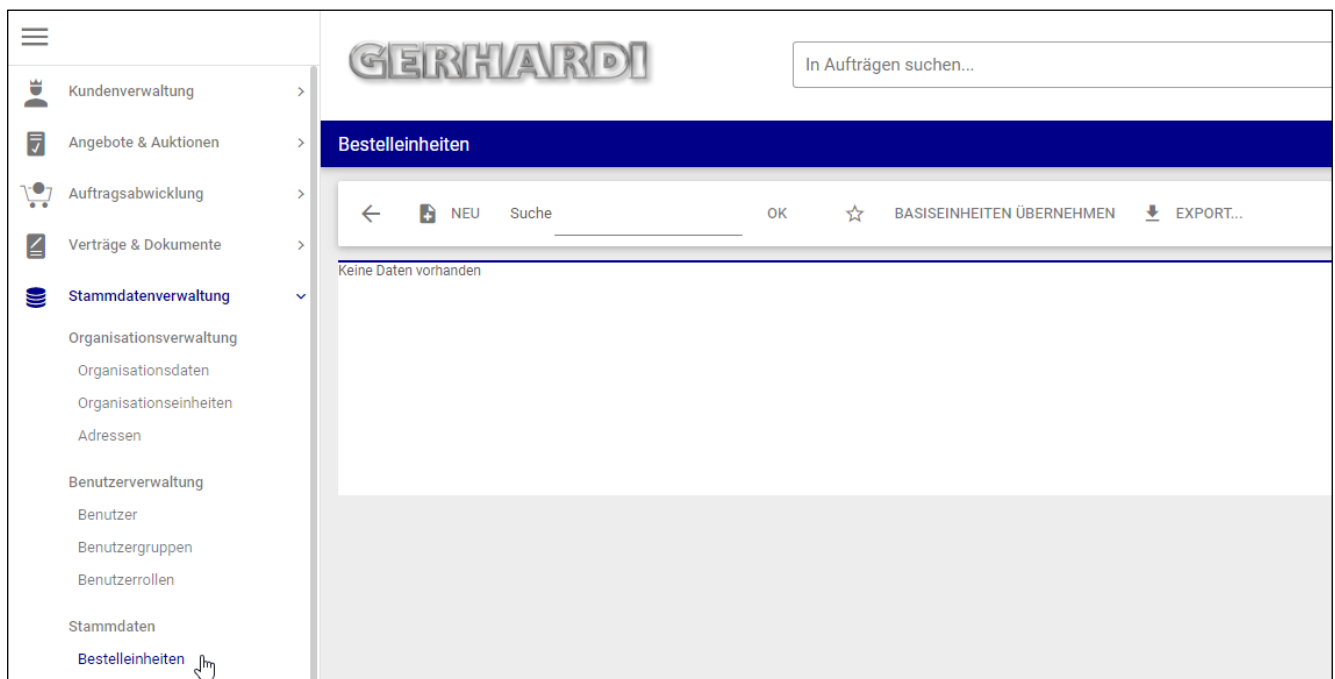 GERHARDI
In Aufträgen suchen...
Kundenverwaltung
Angebote & Auktionen
Auftragsabwicklung
Verträge & Dokumente
Stammdatenverwaltung
Organisationsverwaltung
Organisationsdaten
Organisationseinheiten
Adressen
Benutzerverwaltung
Benutzer
Benutzergruppen
Benutzerrollen
Stammdaten
Bestelleinheiten
Bestelleinheiten
NEU Suche OK BASISEINHEITEN ÜBERNEHMEN EXPORT...
Keine Daten vorhanden